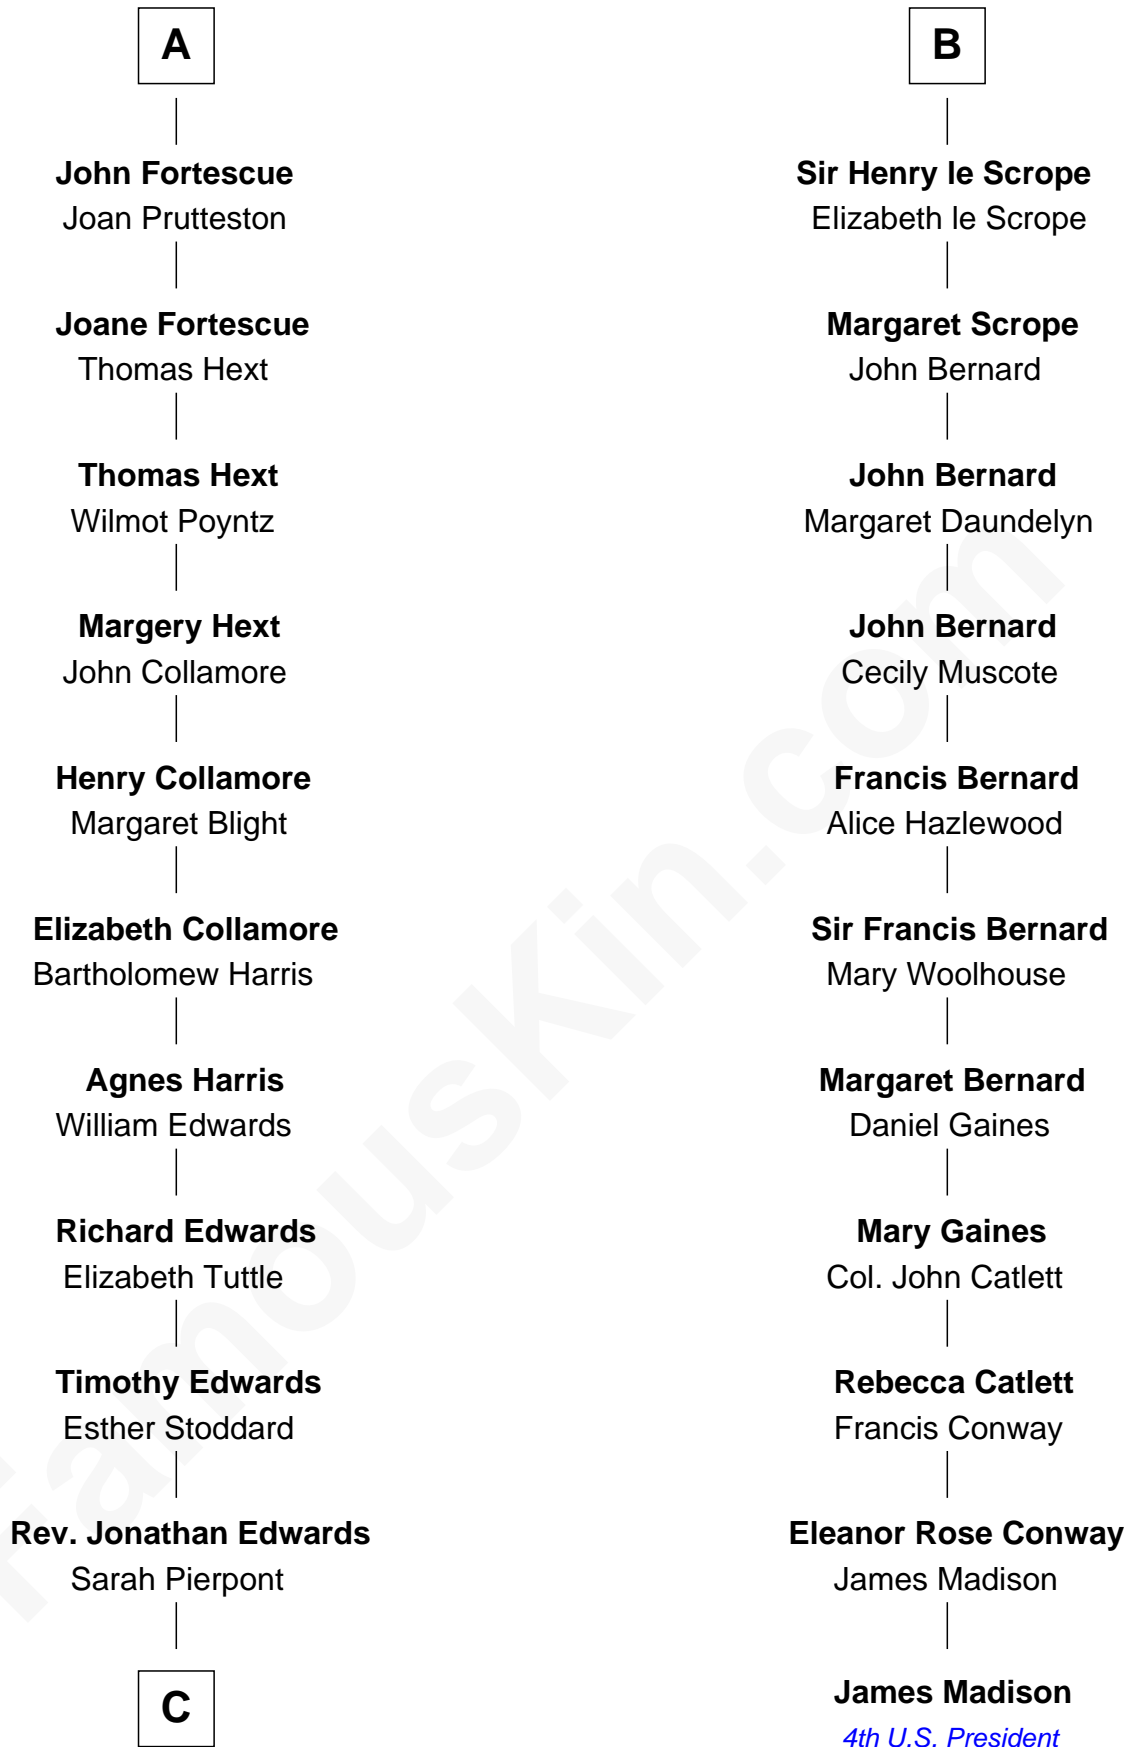 A
John Fortescue
Joan Prutteston
Joane Fortescue
Thomas Hext
Thomas Hext
Wilmot Poyntz
Margery Hext
John Collamore
Henry Collamore
Margaret Blight
Elizabeth Collamore
Bartholomew Harris
Agnes Harris
William Edwards
Richard Edwards
Elizabeth Tuttle
Timothy Edwards
Esther Stoddard
Rev. Jonathan Edwards
Sarah Pierpont
C
B
Sir Henry le Scrope
Elizabeth le Scrope
Margaret Scrope
John Bernard
John Bernard
Margaret Daundelyn
John Bernard
Cecily Muscote
Francis Bernard
Alice Hazlewood
Sir Francis Bernard
Mary Woolhouse
Margaret Bernard
Daniel Gaines
Mary Gaines
Col. John Catlett
Rebecca Catlett
Francis Conway
Eleanor Rose Conway
James Madison
James Madison
4th U.S. President
FamousKin.com